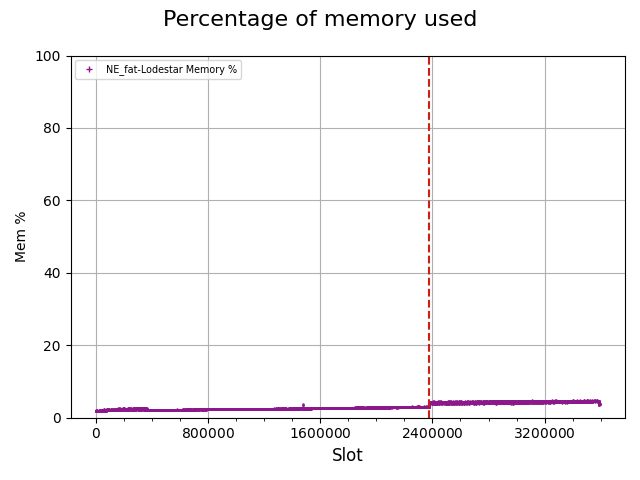 Percentage of memory used
NE_fat-Lodestar Memory %
100
80
60
40
20
0
Mem %
0 800000 1600000 2400000 3200000
Slot